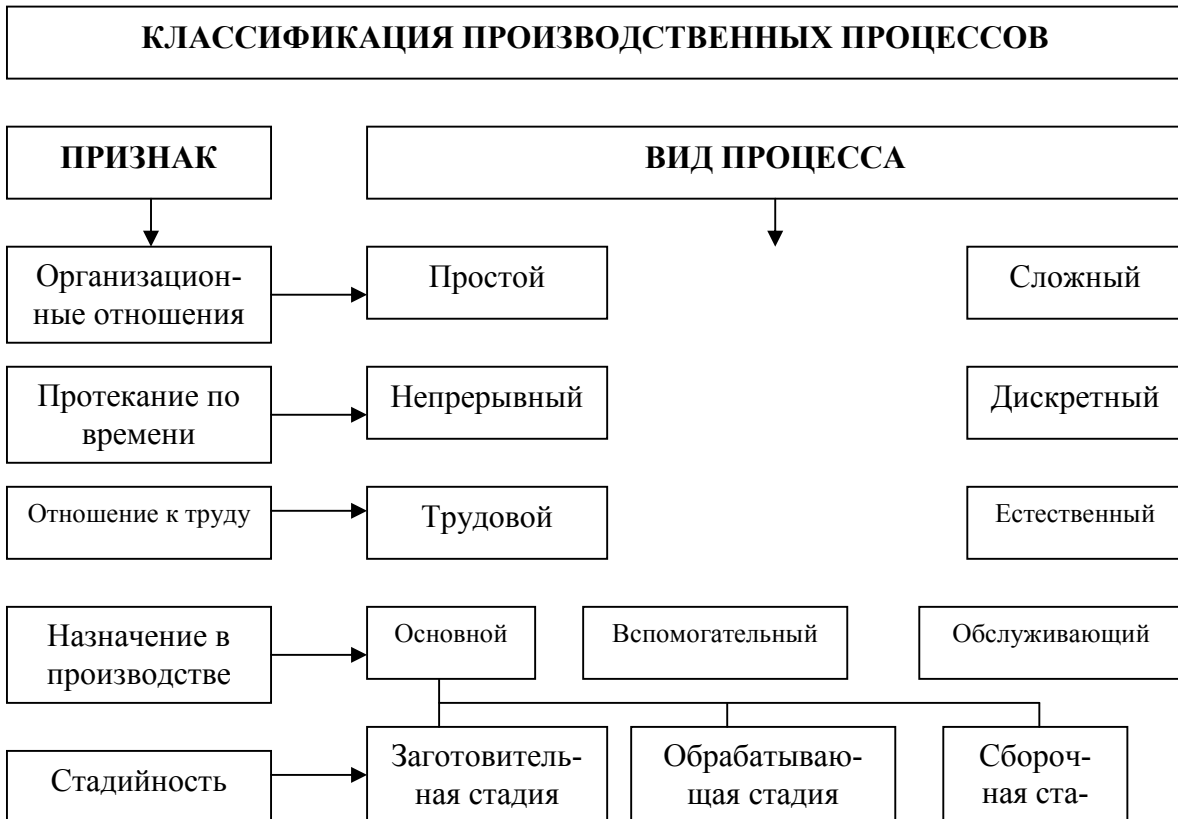 КЛАССИФИКАЦИЯ ПРОИЗВОДСТВЕННЫХ ПРОЦЕССОВ
ПРИЗНАК
ВИД ПРОЦЕССА
Организацион-
ные отношения
Простой
Сложный
Протекание по
времени
Непрерывный
Дискретный
Отношение к труду
Трудовой
Естественный
Назначение в
производстве
Основной
Вспомогательный
Обслуживающий
Стадийность
Заготовитель-
ная стадия
Обрабатываю-
щая стадия
Сбороч-
ная ста-